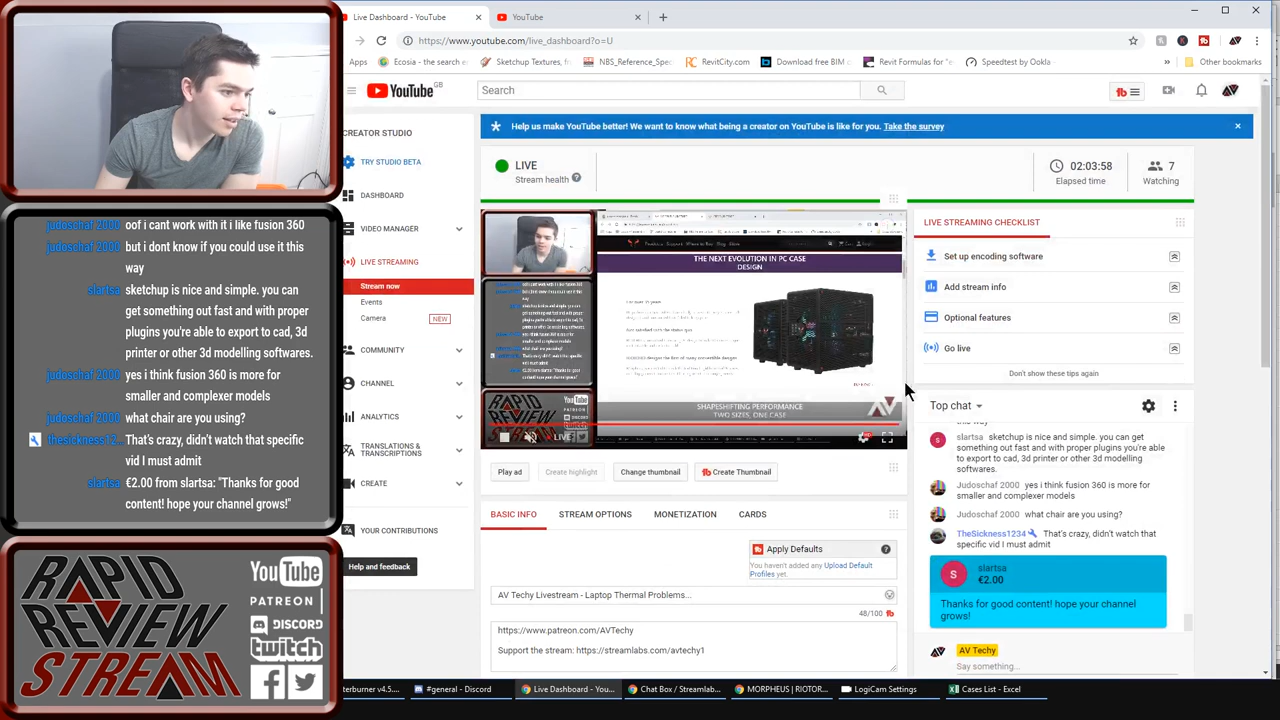 Live Dashboard - YouTube
YouTube
https://www.youtube.com/live_dashboard?o=U
Apps
Ecosia - the search e
Sketchup Textures, fr
NBS_Reference_Spec
RevitCity.com
Download free BIM o
Revit Formulas for "ev
Speedtest by Ookla
Other bookmarks
YouTube GB
Search
CREATOR STUDIO
TRY STUDIO BETA
DASHBOARD
VIDEO MANAGER
LIVE STREAMING
Stream now
Events
Camera
NEW
COMMUNITY
CHANNEL
ANALYTICS
TRANSLATIONS &
TRANSCRIPTIONS
CREATE
YOUR CONTRIBUTIONS
Help and feedback
Help us make YouTube better! We want to know what being a creator on YouTube is like for you. Take the survey
LIVE
Stream health
02:03:58
Elapsed time
7
Watching
THE NEXT EVOLUTION IN PC CASE
DESIGN
SHAPESHIFTING PERFORMANCE
TWO SIZES, ONE CASE
LIVE
Play ad
Create highlight
Change thumbnail
Create Thumbnail
BASIC INFO
STREAM OPTIONS
MONETIZATION
CARDS
Apply Defaults
You haven't added any Upload Default
Profiles yet.
AV Techy Livestream - Laptop Thermal Problems...
48/100
https://www.patreon.com/AVTechy
Support the stream: https://streamlabs.com/avtechy1
LIVE STREAMING CHECKLIST
Set up encoding software
Add stream info
Optional features
Go live
Don't show these tips again
Top chat
this
way
slartsa sketchup is nice and simple. you can
get something out fast and with proper
plugins you're able to export to cad, 3d
printer or other 3d modelling
softwares.
Judoschaf 2000 yes i think fusion 360 is more for
smaller and complexer models
Judoschaf 2000 what chair are you using?
TheSickness1234 That's crazy, didn't watch that
specific vid I must admit
S
slartsa
€2.00
Thanks for good content! hope your channel
grows!
AV Techy
Say something...
judoschaf 2000 oof i cant work with it i like fusion 360
judoschaf 2000 but i dont know if you could use it this
way
slartsa sketchup is nice and simple. you can
get something out fast and with proper
plugins you're able to export to cad, 3d
printer or other 3d modelling softwares.
judoschaf 2000 yes i think fusion 360 is more for
smaller and complexer models
judoschaf 2000 what chair are you using?
thesickness12... That's crazy, didn't watch that specific
vid I must admit
slartsa €2.00 from slartsa: "Thanks for good
content! hope your channel grows!"
RAPID
REVIEW
STREAM
YouTube
PATREON
DISCORD
twitch
terburner v4.5....
#general - Discord
Live Dashboard - You...
Chat Box / Streamlab...
MORPHEUS | RIOTOR...
LogiCam Settings
Cases List - Excel